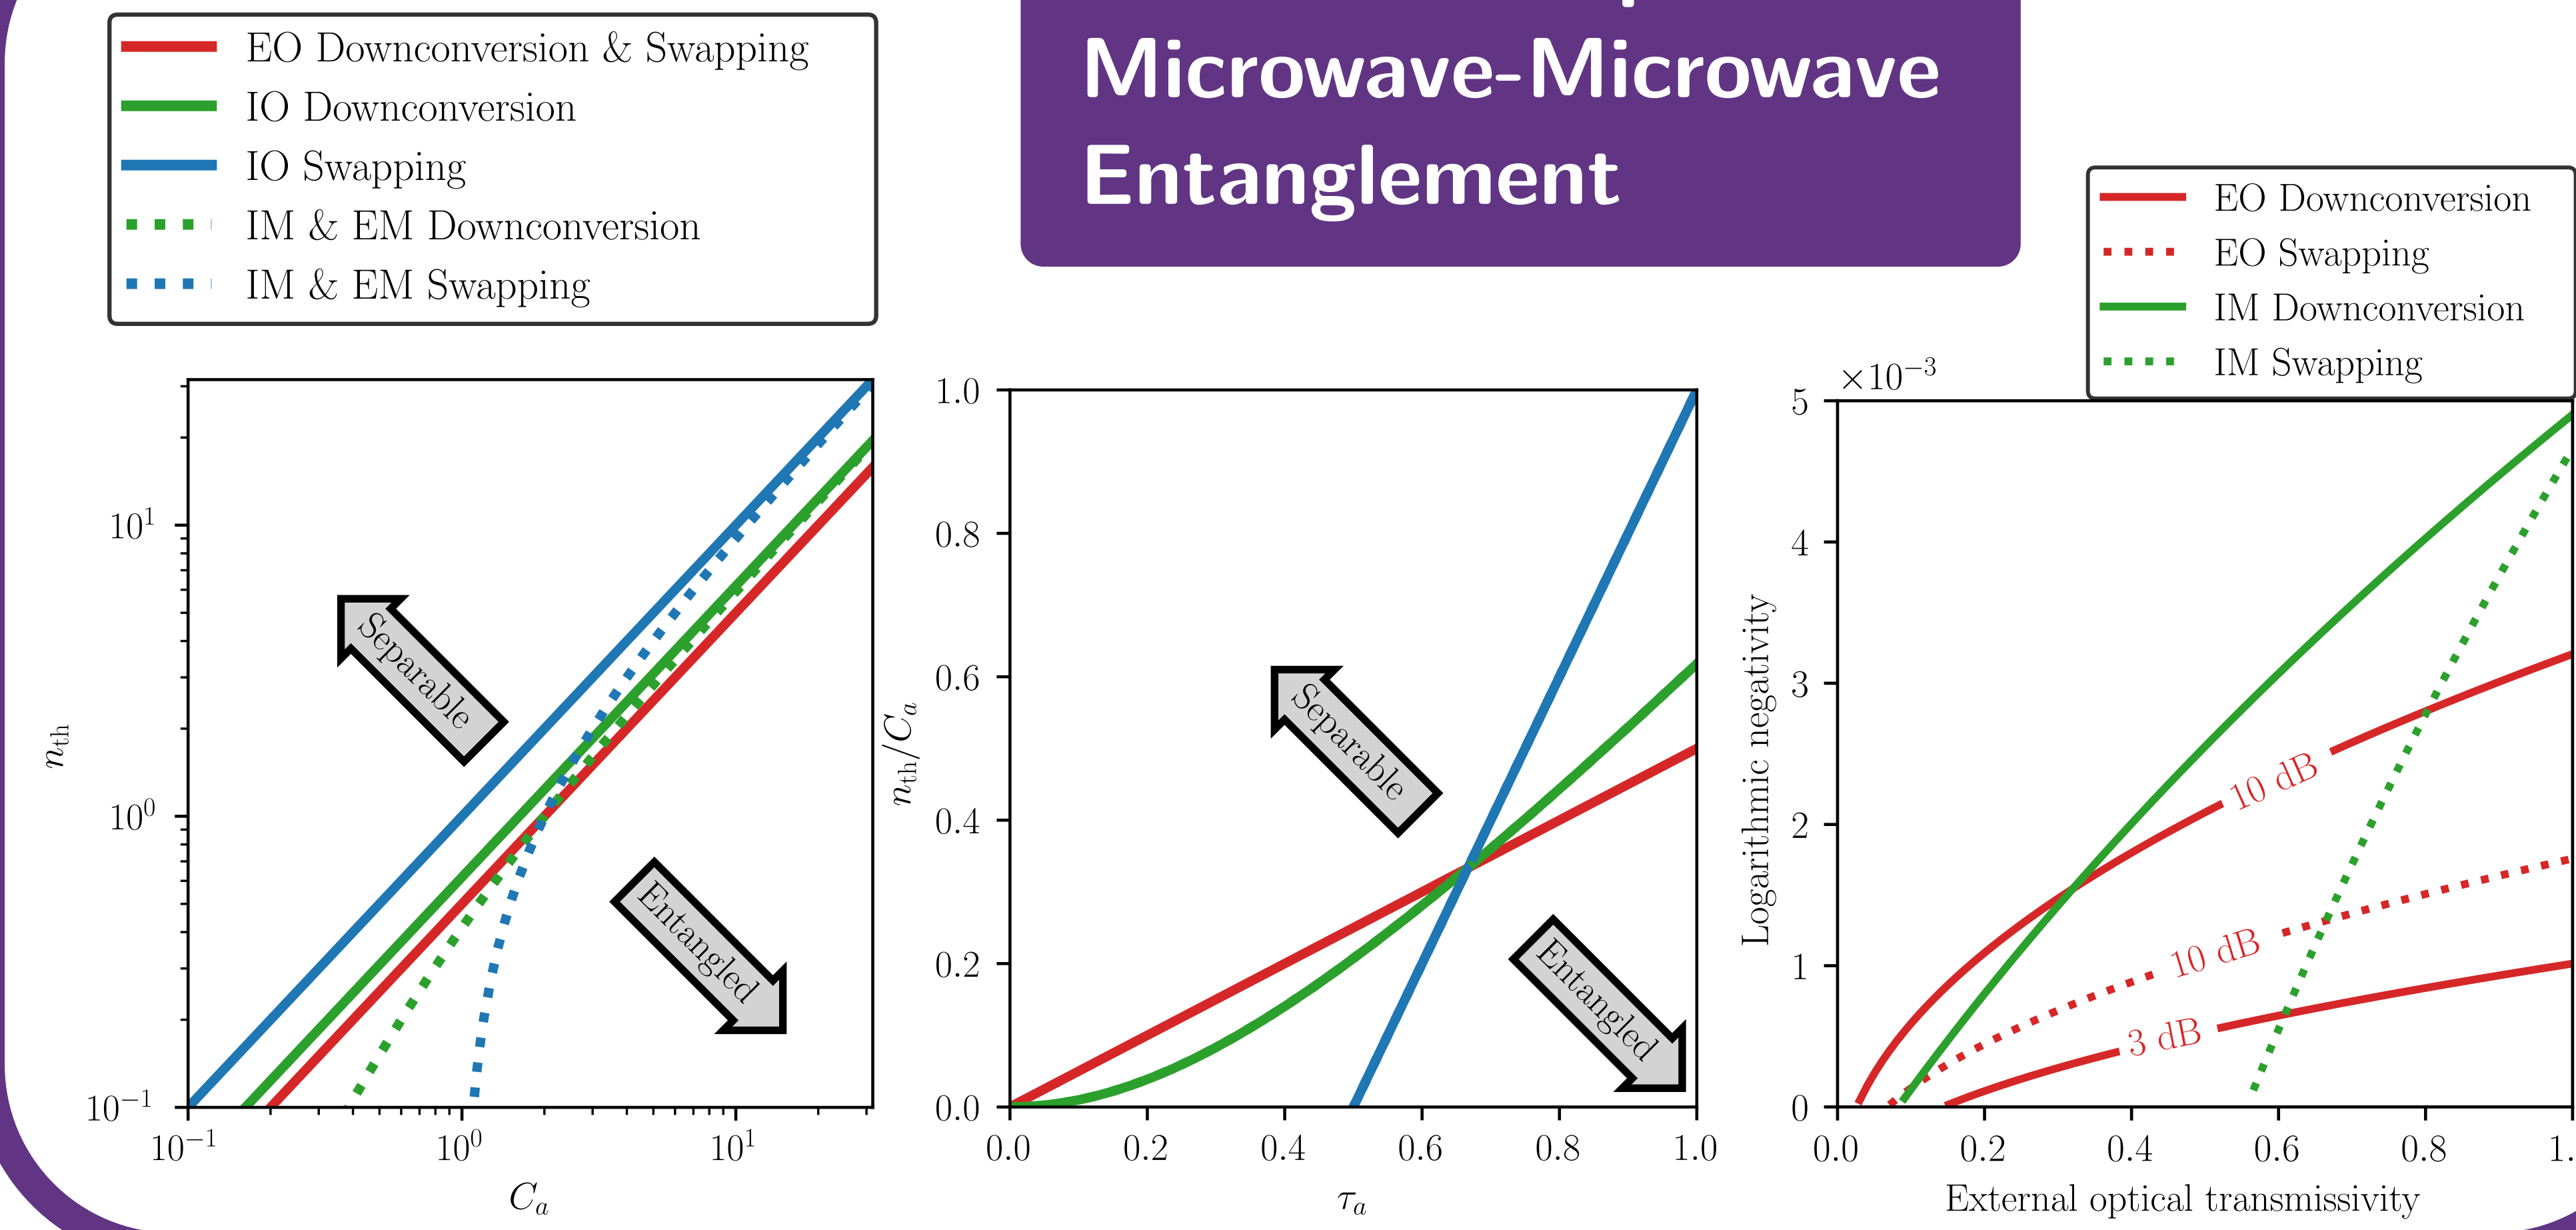 Microwave-Microwave
Entanglement
EO Downconversion & Swapping
IO Downconversion
IO Swapping
IM & EM Downconversion
IM & EM Swapping
EO Downconversion
EO Swapping
IM Downconversion
IM Swapping
n_th
10^1
10^0
10^-1
Separable
Entangled
10^-1
10^0
10^1
C_a
n_th/C_a
1.0
0.8
0.6
0.4
0.2
0.0
Separable
Entangled
0.0
0.2
0.4
0.6
0.8
1.0
τ_a
Logarithmic negativity
×10^-3
5
4
3
2
1
0
10 dB
10 dB
3 dB
0.0
0.2
0.4
0.6
0.8
1.
External optical transmissivity